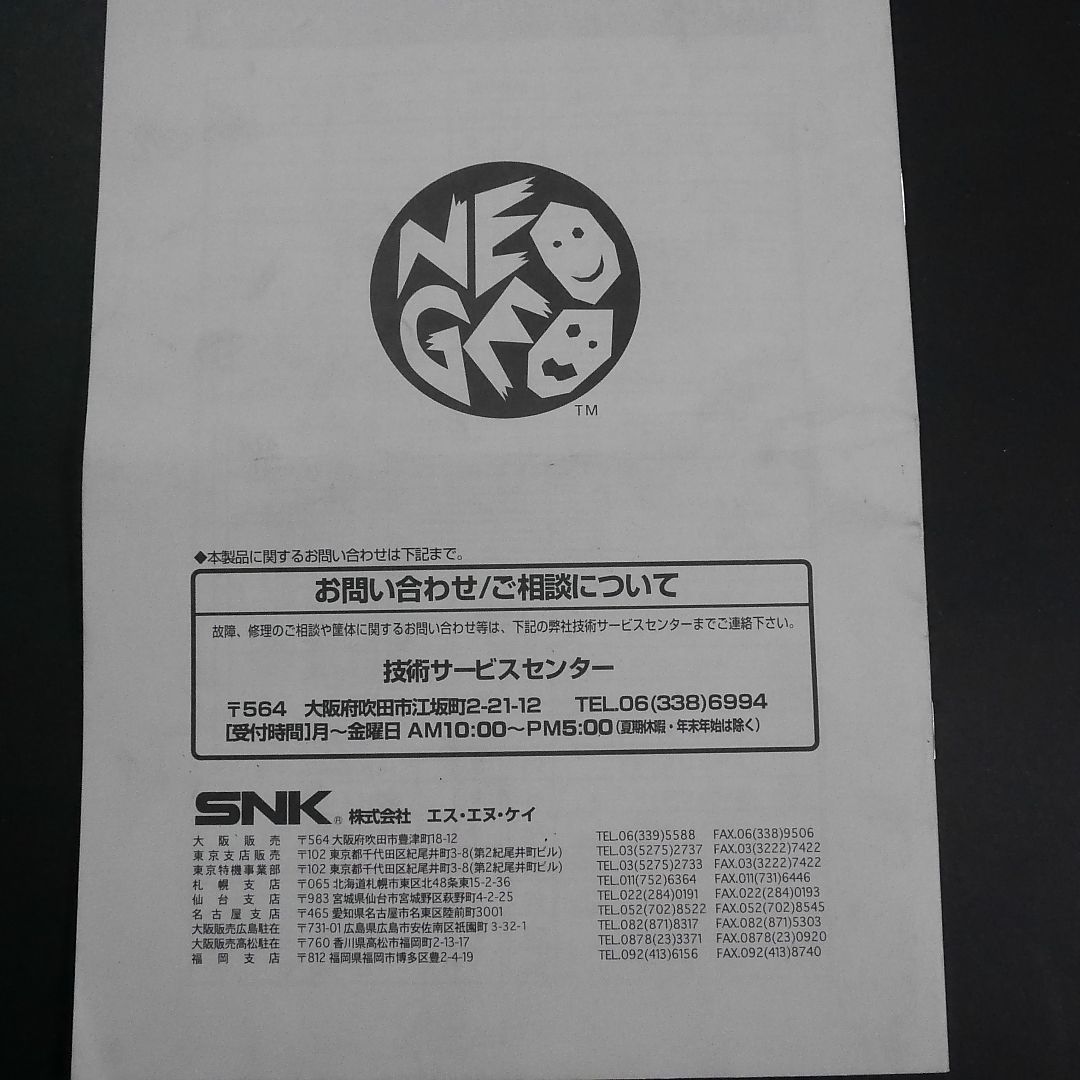 NEO
GEO
TM
◆本製品に関するお問い合わせは下記まで。
お問い合わせ/ご相談について
故障、修理のご相談や筐体に関するお問い合わせ等は、下記の弊社技術サービスセンターまでご連絡下さい。
技術サービスセンター
〒564 大阪府吹田市江坂町2-21-12 TEL.06(338)6994
[受付時間]月〜金曜日 AM10:00〜PM5:00(夏期休暇・年末年始は除く)
SNK® 株式会社 エス・エヌ・ケイ
大阪販売 〒564 大阪府吹田市豊津町18-12 TEL.06(339)5588 FAX.06(338)9506
東京支店販売 〒102 東京都千代田区紀尾井町3-8(第2紀尾井町ビル) TEL.03(5275)2737 FAX.03(3222)7422
東京特機事業部 〒102 東京都千代田区紀尾井町3-8(第2紀尾井町ビル) TEL.03(5275)2733 FAX.03(3222)7422
札幌支店 〒065 北海道札幌市東区北48条東15-2-36 TEL.011(752)6364 FAX.011(731)6446
仙台支店 〒983 宮城県仙台市宮城野区萩野町4-2-25 TEL.022(284)0191 FAX.022(284)0193
名古屋支店 〒465 愛知県名古屋市名東区陸前町3001 TEL.052(702)8522 FAX.052(702)8545
大阪販売広島駐在 〒731-01 広島県広島市安佐南区祇園町3-32-1 TEL.082(871)8317 FAX.082(871)5303
大阪販売高松駐在 〒760 香川県高松市福岡町2-13-17 TEL.0878(23)3371 FAX.0878(23)0920
福岡支店 〒812 福岡県福岡市博多区豊2-4-19 TEL.092(413)6156 FAX.092(413)8740